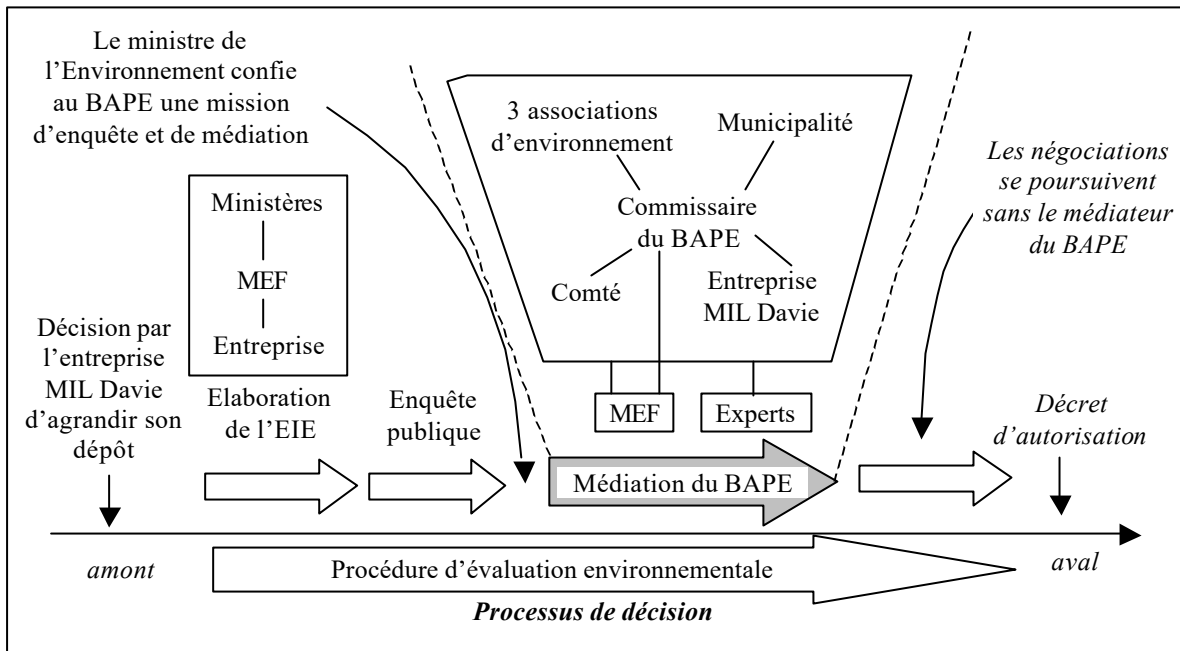 Le ministre de
l'Environnement confie
au BAPE une mission
d'enquête et de médiation
3 associations
d'environnement
Municipalité
Commissaire
du BAPE
Comté
Entreprise
MIL Davie
Les négociations
se poursuivent
sans le médiateur
du BAPE
Ministères
MEF
Entreprise
Décision par
l'entreprise
MIL Davie
d'agrandir son
dépôt
Elaboration
de l'EIE
Enquête
publique
MEF
Experts
Décret
d'autorisation
Médiation du BAPE
amont
Procédure d'évaluation environnementale
aval
Processus de décision